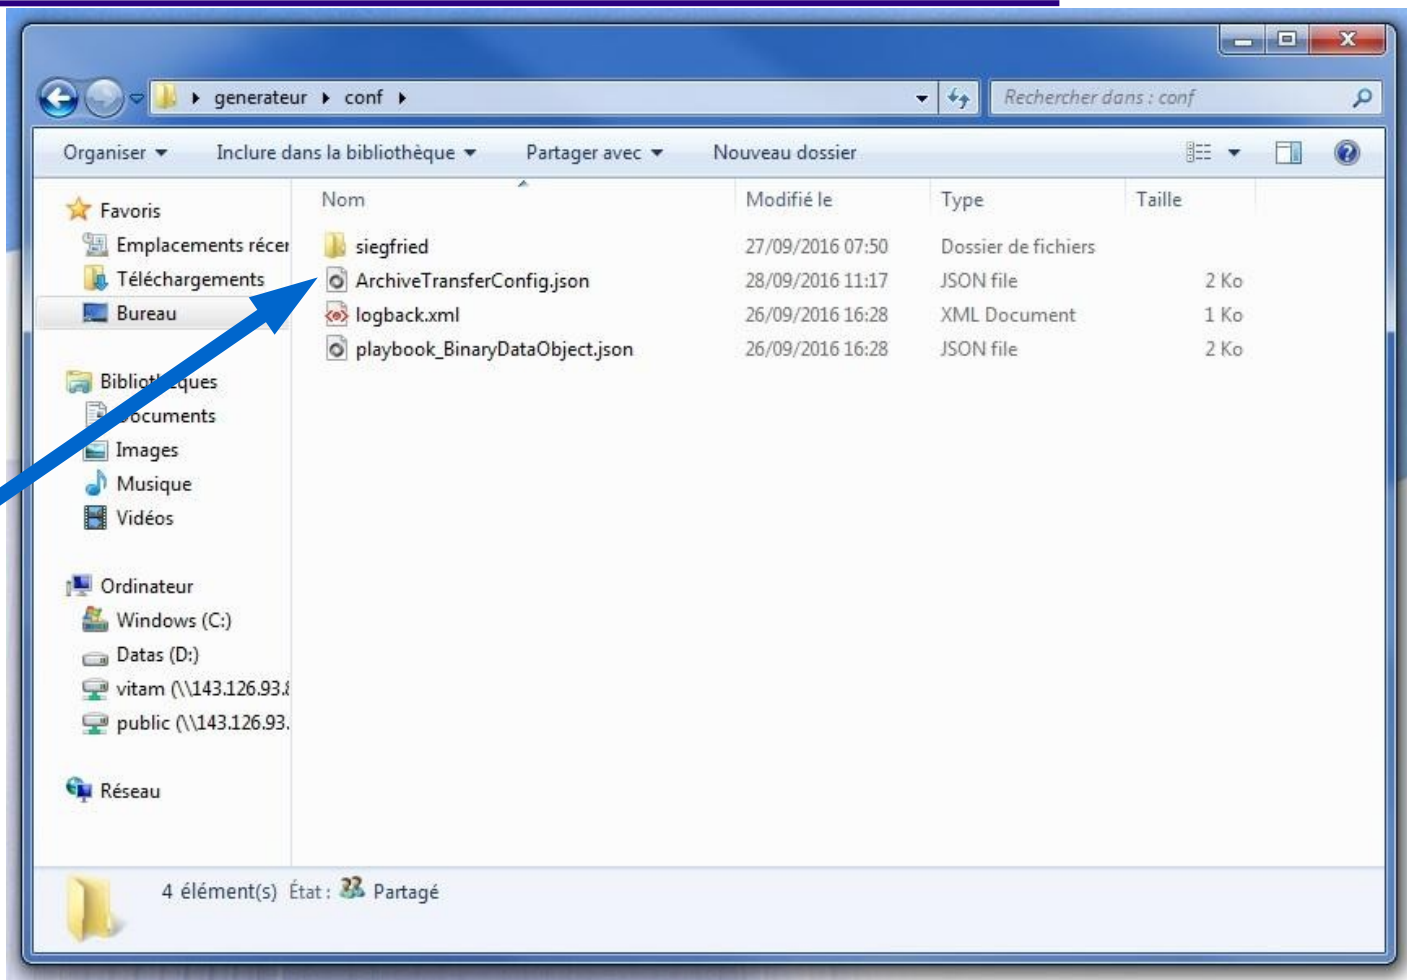 generateur conf
Rechercher dans : conf
Organiser Inclure dans la bibliothèque Partager avec Nouveau dossier
Nom Modifié le Type Taille
Favoris
Emplacements récer
Téléchargements
Bureau
siegfried 27/09/2016 07:50 Dossier de fichiers
ArchiveTransferConfig.json 28/09/2016 11:17 JSON file 2 Ko
logback.xml 26/09/2016 16:28 XML Document 1 Ko
playbook_BinaryDataObject.json 26/09/2016 16:28 JSON file 2 Ko
Images
Musique
Vidéos
Ordinateur
Windows (C:)
Datas (D:)
vitam (\\143.126.93.
public (\\143.126.93.
Réseau
4 élément(s) État : Partagé